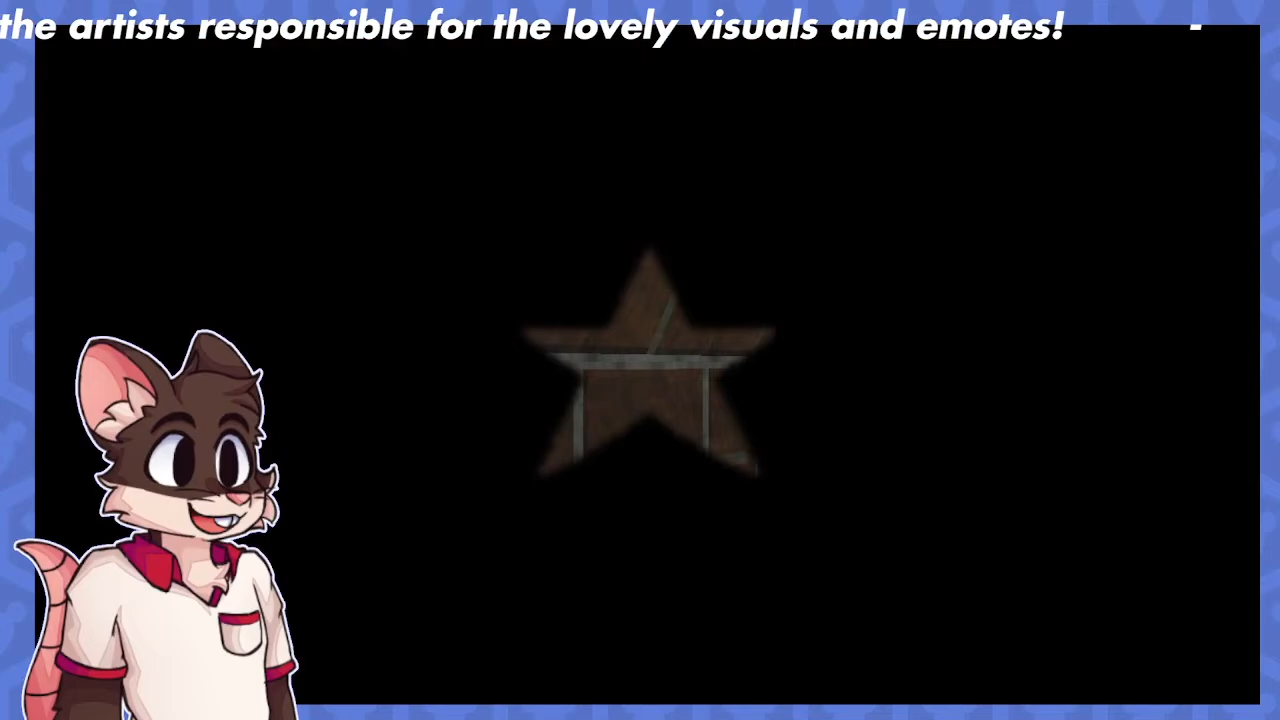 the artists responsible for the lovely visuals and emotes! -